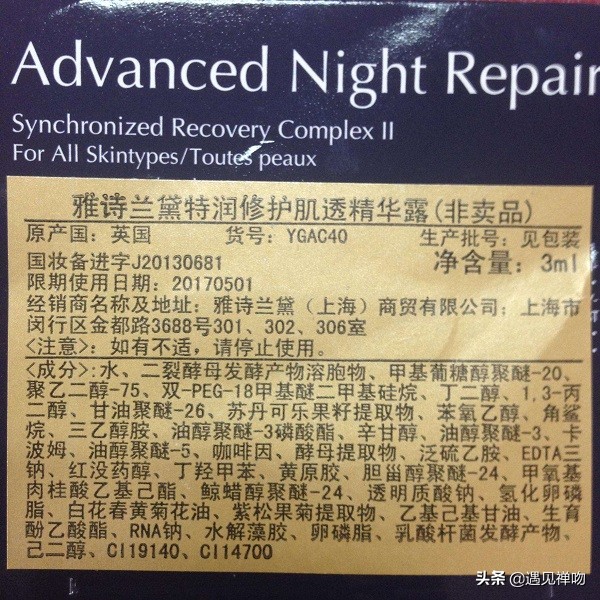 Advanced Night Repair
Synchronized Recovery Complex II
For All Skintypes/Toutes peaux
雅诗兰黛特润修护肌透精华露(非卖品)
原产国：英国 货号：YGAC40 生产批号：见包装
国妆备进字J20130681 净含量：3ml
限期使用日期：20170501
经销商名称及地址：雅诗兰黛（上海）商贸有限公司；上海市
闵行区金都路3688号301、302、306室
<注意>：如有不适，请停止使用。
<成分>:水、二裂酵母发酵产物溶胞物、甲基葡糖醇聚醚-20、
聚乙二醇-75、双-PEG-18甲基醚二甲基硅烷、丁二醇、1,3-丙
二醇、甘油聚醚-26、苏丹可乐果籽提取物、苯氧乙醇、角鲨
烷、三乙醇胺、油醇聚醚-3磷酸酯、辛甘醇、油醇聚醚-3、卡
波姆、油醇聚醚-5、咖啡因、酵母提取物、泛硫乙胺、EDTA三
钠、红没药醇、丁羟甲苯、黄原胶、胆甾醇聚醚-24、甲氧基
肉桂酸乙基己酯、鲸蜡醇聚醚-24、透明质酸钠、氢化卵磷
脂、白花春黄菊花油、紫松果菊提取物、乙基己基甘油、生育
酚乙酸酯、RNA钠、水解藻胶、卵磷脂、乳酸杆菌发酵产物、
己二醇、CI19140、CI14700
头条 @遇见禅吻